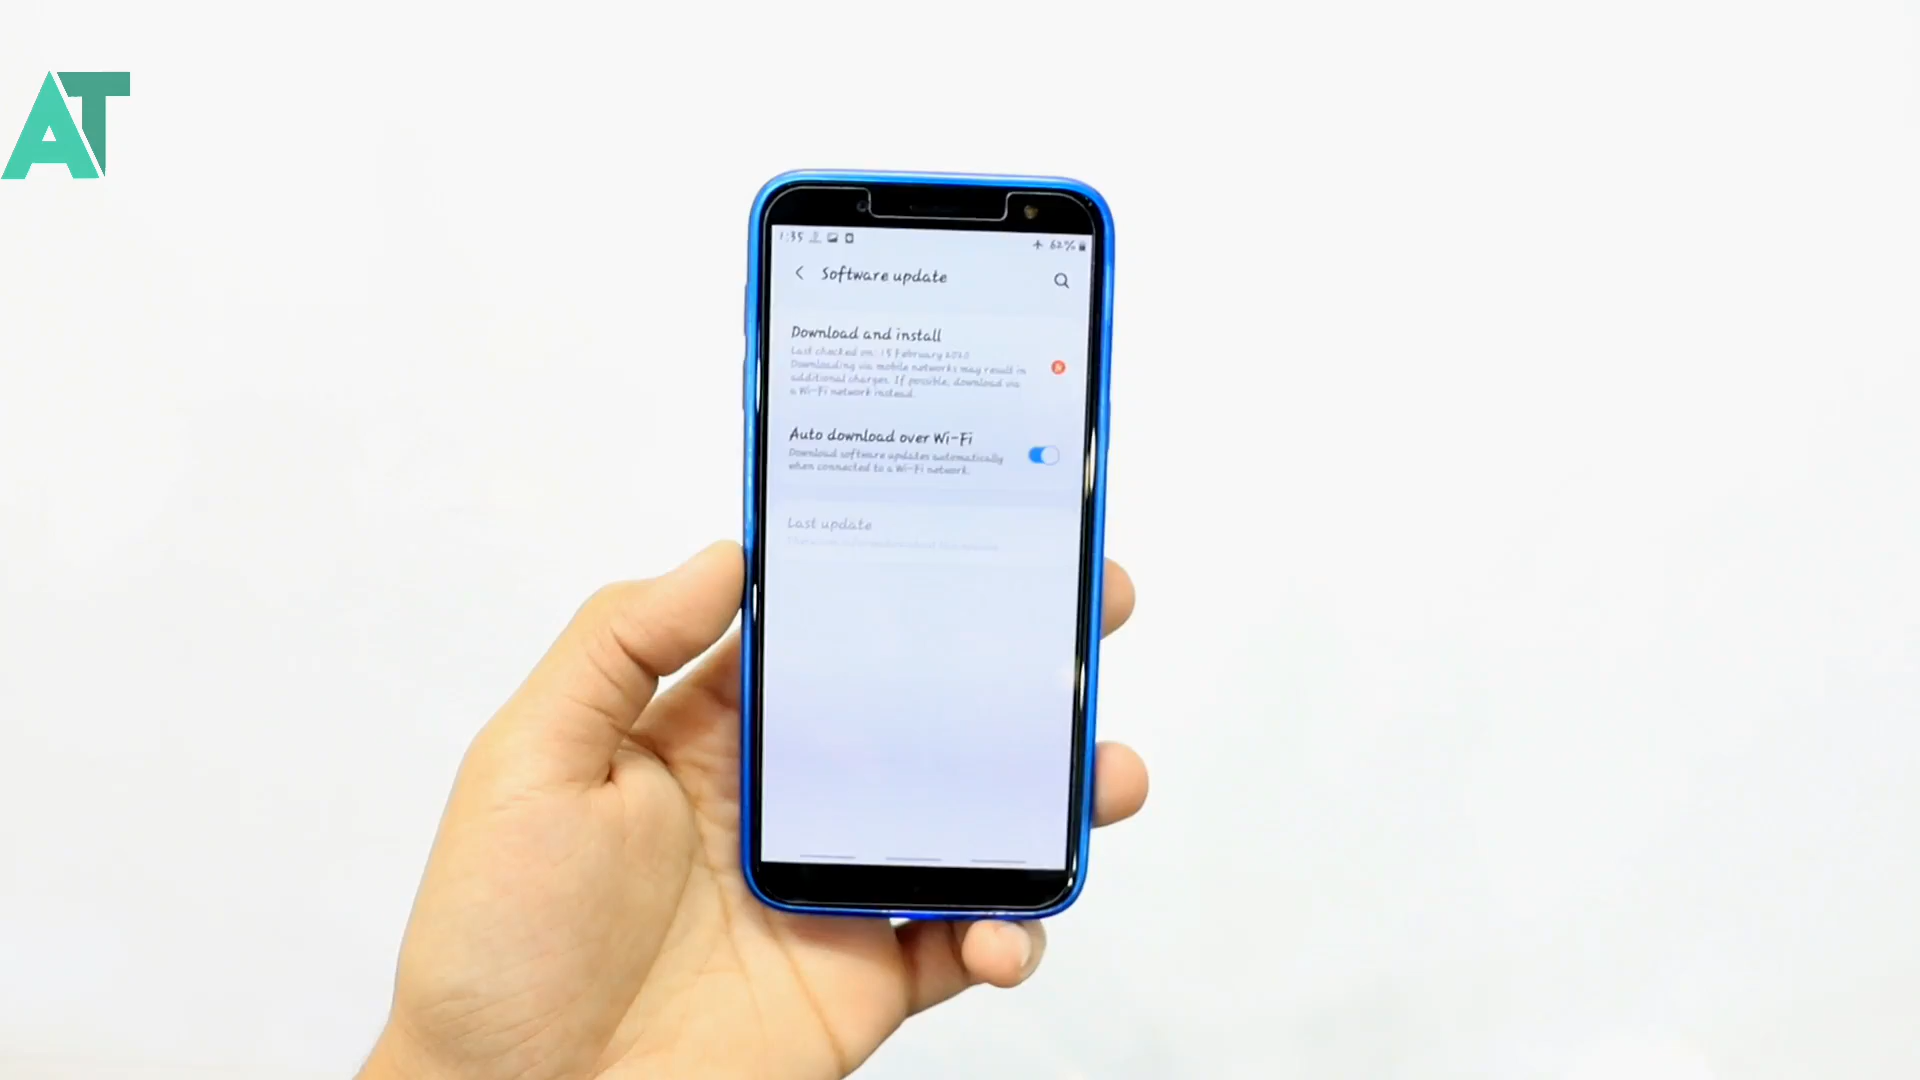 AT
1:35
62%
Software update
Download and install
Last checked on: 15 February 2020
Downloading via mobile networks may result in
additional charges. If possible, download via
a Wi-Fi network instead.
Auto download over Wi-Fi
Download software updates automatically
when connected to a Wi-Fi network.
Last update